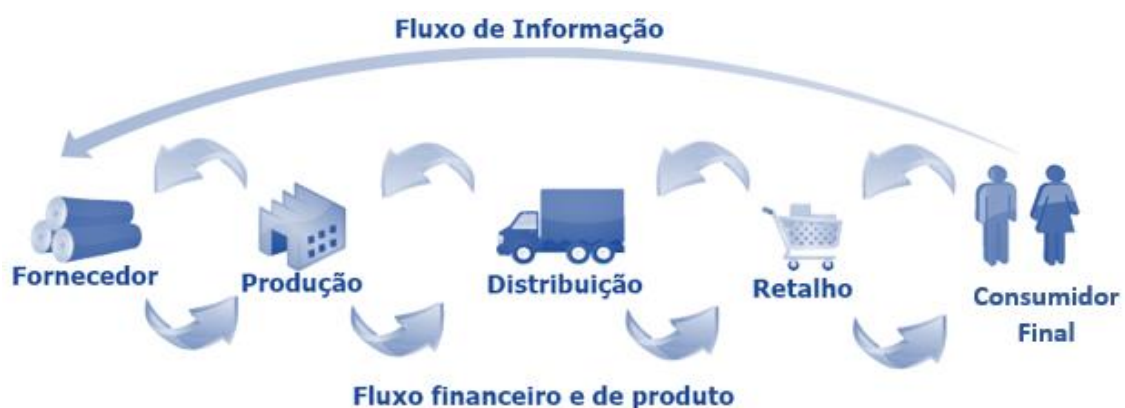 Fluxo de Informação
Fornecedor
Produção
Distribuição
Retalho
Consumidor
Final
Fluxo financeiro e de produto